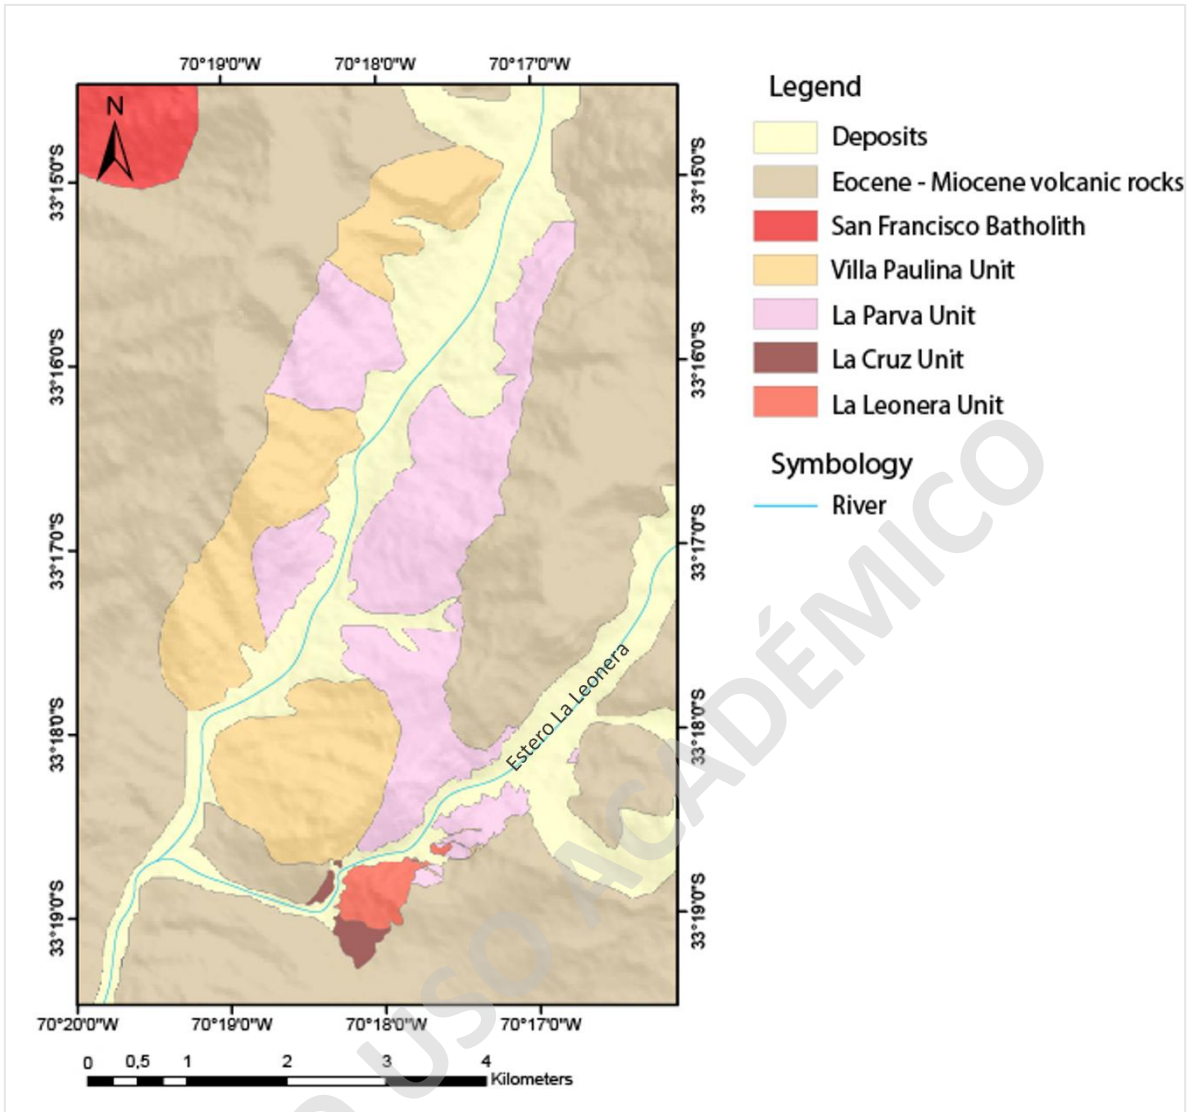 70°19'0"W 70°18'0"W 70°17'0"W
N
33°15'0"S
33°16'0"S
33°17'0"S
33°18'0"S
33°19'0"S
33°15'0"S
33°16'0"S
33°17'0"S
33°18'0"S
33°19'0"S
Estero La Leonera
70°20'0"W 70°19'0"W 70°18'0"W 70°17'0"W
0 0,5 1 2 3 4
Kilometers
Legend
Deposits
Eocene - Miocene volcanic rocks
San Francisco Batholith
Villa Paulina Unit
La Parva Unit
La Cruz Unit
La Leonera Unit
Symbology
River
O USO ACADÉMICO